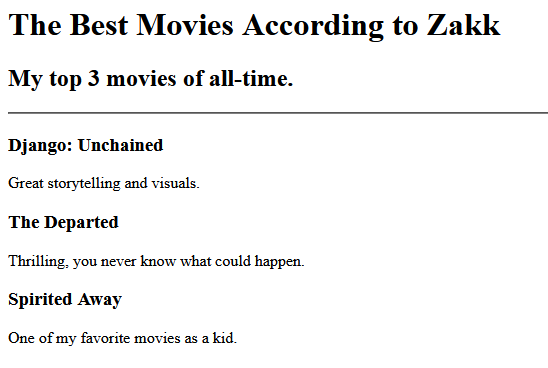 The Best Movies According to Zakk
My top 3 movies of all-time.
Django: Unchained
Great storytelling and visuals.
The Departed
Thrilling, you never know what could happen.
Spirited Away
One of my favorite movies as a kid.